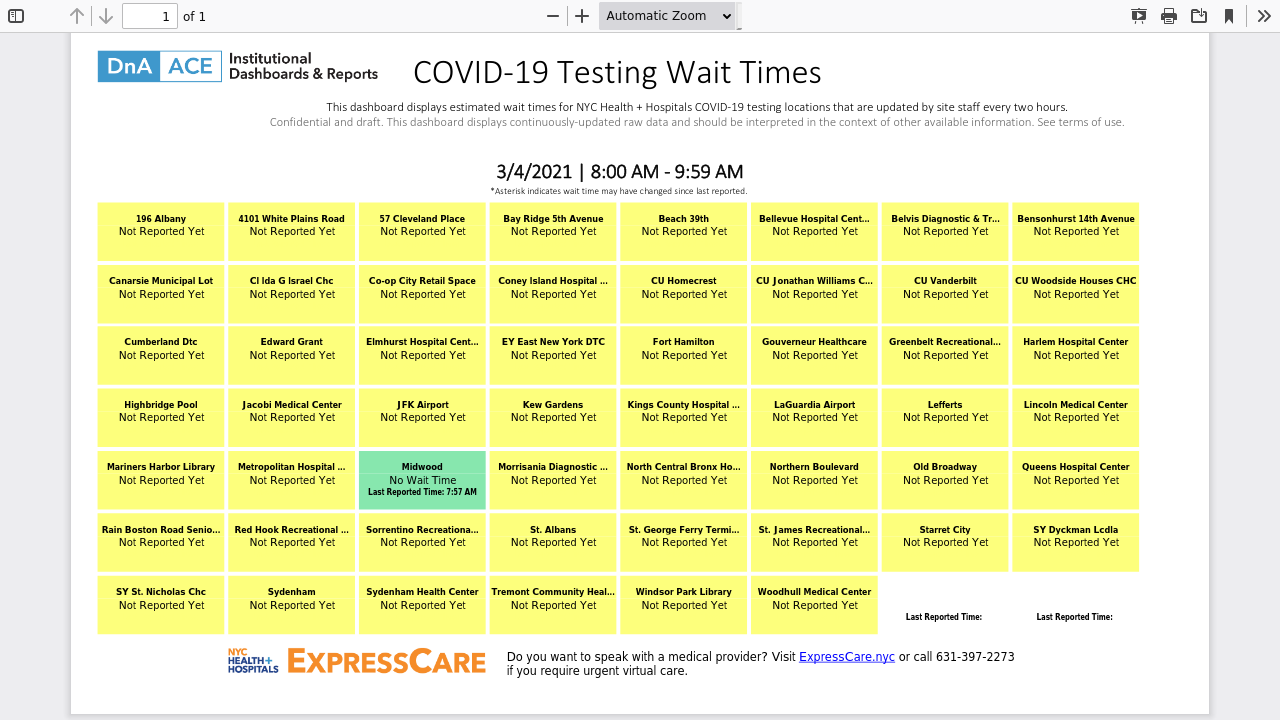 1 of 1 Automatic Zoom
DnA ACE Institutional
Dashboards & Reports
COVID-19 Testing Wait Times
This dashboard displays estimated wait times for NYC Health + Hospitals COVID-19 testing locations that are updated by site staff every two hours.
Confidential and draft. This dashboard displays continuously-updated raw data and should be interpreted in the context of other available information. See terms of use.
3/4/2021 | 8:00 AM - 9:59 AM
*Asterisk indicates wait time may have changed since last reported.
196 Albany 4101 White Plains Road 57 Cleveland Place Bay Ridge 5th Avenue Beach 39th Bellevue Hospital Cent... Belvis Diagnostic & Tr... Bensonhurst 14th Avenue
Not Reported Yet Not Reported Yet Not Reported Yet Not Reported Yet Not Reported Yet Not Reported Yet Not Reported Yet Not Reported Yet
Canarsie Municipal Lot Cl Ida G Israel Chc Co-op City Retail Space Coney Island Hospital ... CU Homecrest CU Jonathan Williams C... CU Vanderbilt CU Woodside Houses CHC
Not Reported Yet Not Reported Yet Not Reported Yet Not Reported Yet Not Reported Yet Not Reported Yet Not Reported Yet Not Reported Yet
Cumberland Dtc Edward Grant Elmhurst Hospital Cent... EY East New York DTC Fort Hamilton Gouverneur Healthcare Greenbelt Recreational... Harlem Hospital Center
Not Reported Yet Not Reported Yet Not Reported Yet Not Reported Yet Not Reported Yet Not Reported Yet Not Reported Yet Not Reported Yet
Highbridge Pool Jacobi Medical Center JFK Airport Kew Gardens Kings County Hospital ... LaGuardia Airport Lefferts Lincoln Medical Center
Not Reported Yet Not Reported Yet Not Reported Yet Not Reported Yet Not Reported Yet Not Reported Yet Not Reported Yet Not Reported Yet
Mariners Harbor Library Metropolitan Hospital ... Midwood Morrisania Diagnostic ... North Central Bronx Ho... Northern Boulevard Old Broadway Queens Hospital Center
Not Reported Yet Not Reported Yet No Wait Time Not Reported Yet Not Reported Yet Not Reported Yet Not Reported Yet Not Reported Yet
Last Reported Time: 7:57 AM
Rain Boston Road Senio... Red Hook Recreational ... Sorrentino Recreationa... St. Albans St. George Ferry Termi... St. James Recreational... Starret City SY Dyckman Lcdla
Not Reported Yet Not Reported Yet Not Reported Yet Not Reported Yet Not Reported Yet Not Reported Yet Not Reported Yet Not Reported Yet
SY St. Nicholas Chc Sydenham Sydenham Health Center Tremont Community Heal... Windsor Park Library Woodhull Medical Center
Not Reported Yet Not Reported Yet Not Reported Yet Not Reported Yet Not Reported Yet Not Reported Yet
Last Reported Time: Last Reported Time:
NYC
HEALTH+
HOSPITALS
EXPRESSCARE
Do you want to speak with a medical provider? Visit ExpressCare.nyc or call 631-397-2273
if you require urgent virtual care.